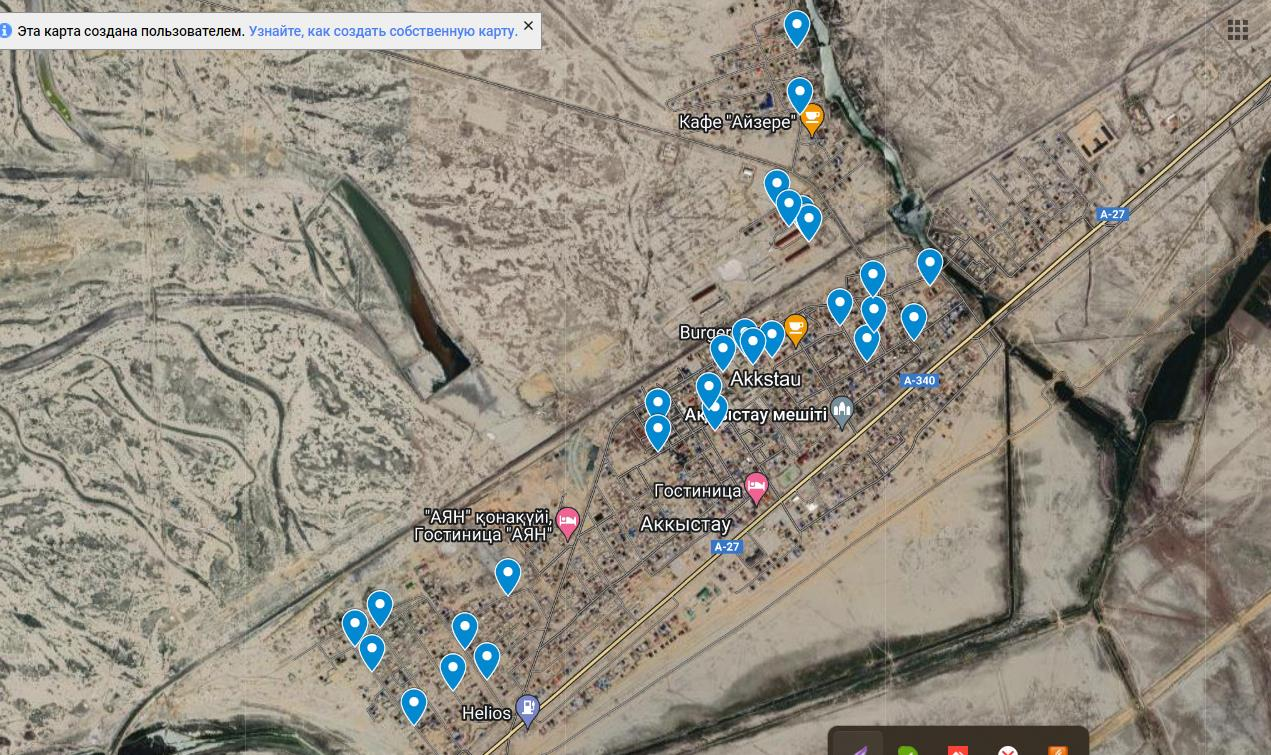 Эта карта создана пользователем. Узнайте, как создать собственную карту.
Кафе "Айзере"
A-27
Burger
Akkstau
A-340
мешіті
Гостиница
"АЯН" қонақүйі,
Гостиница "АЯН"
Аккыстау
A-27
Helios